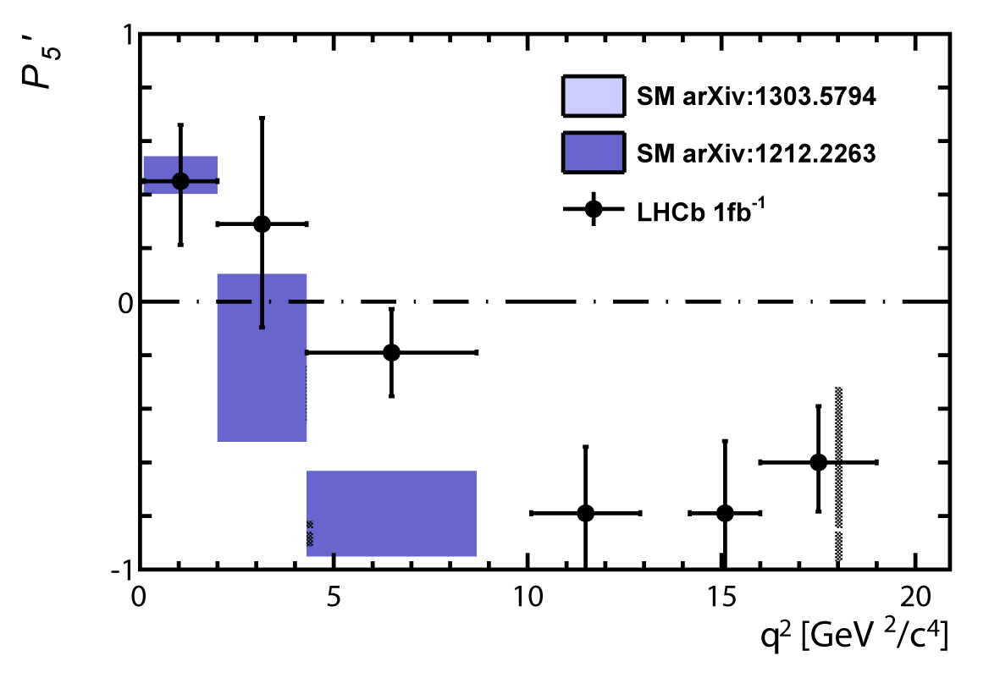 P5'
1
SM arXiv:1303.5794
SM arXiv:1212.2263
LHCb 1fb-1
0
-1
0 5 10 15 20
q2 [GeV 2/c4]